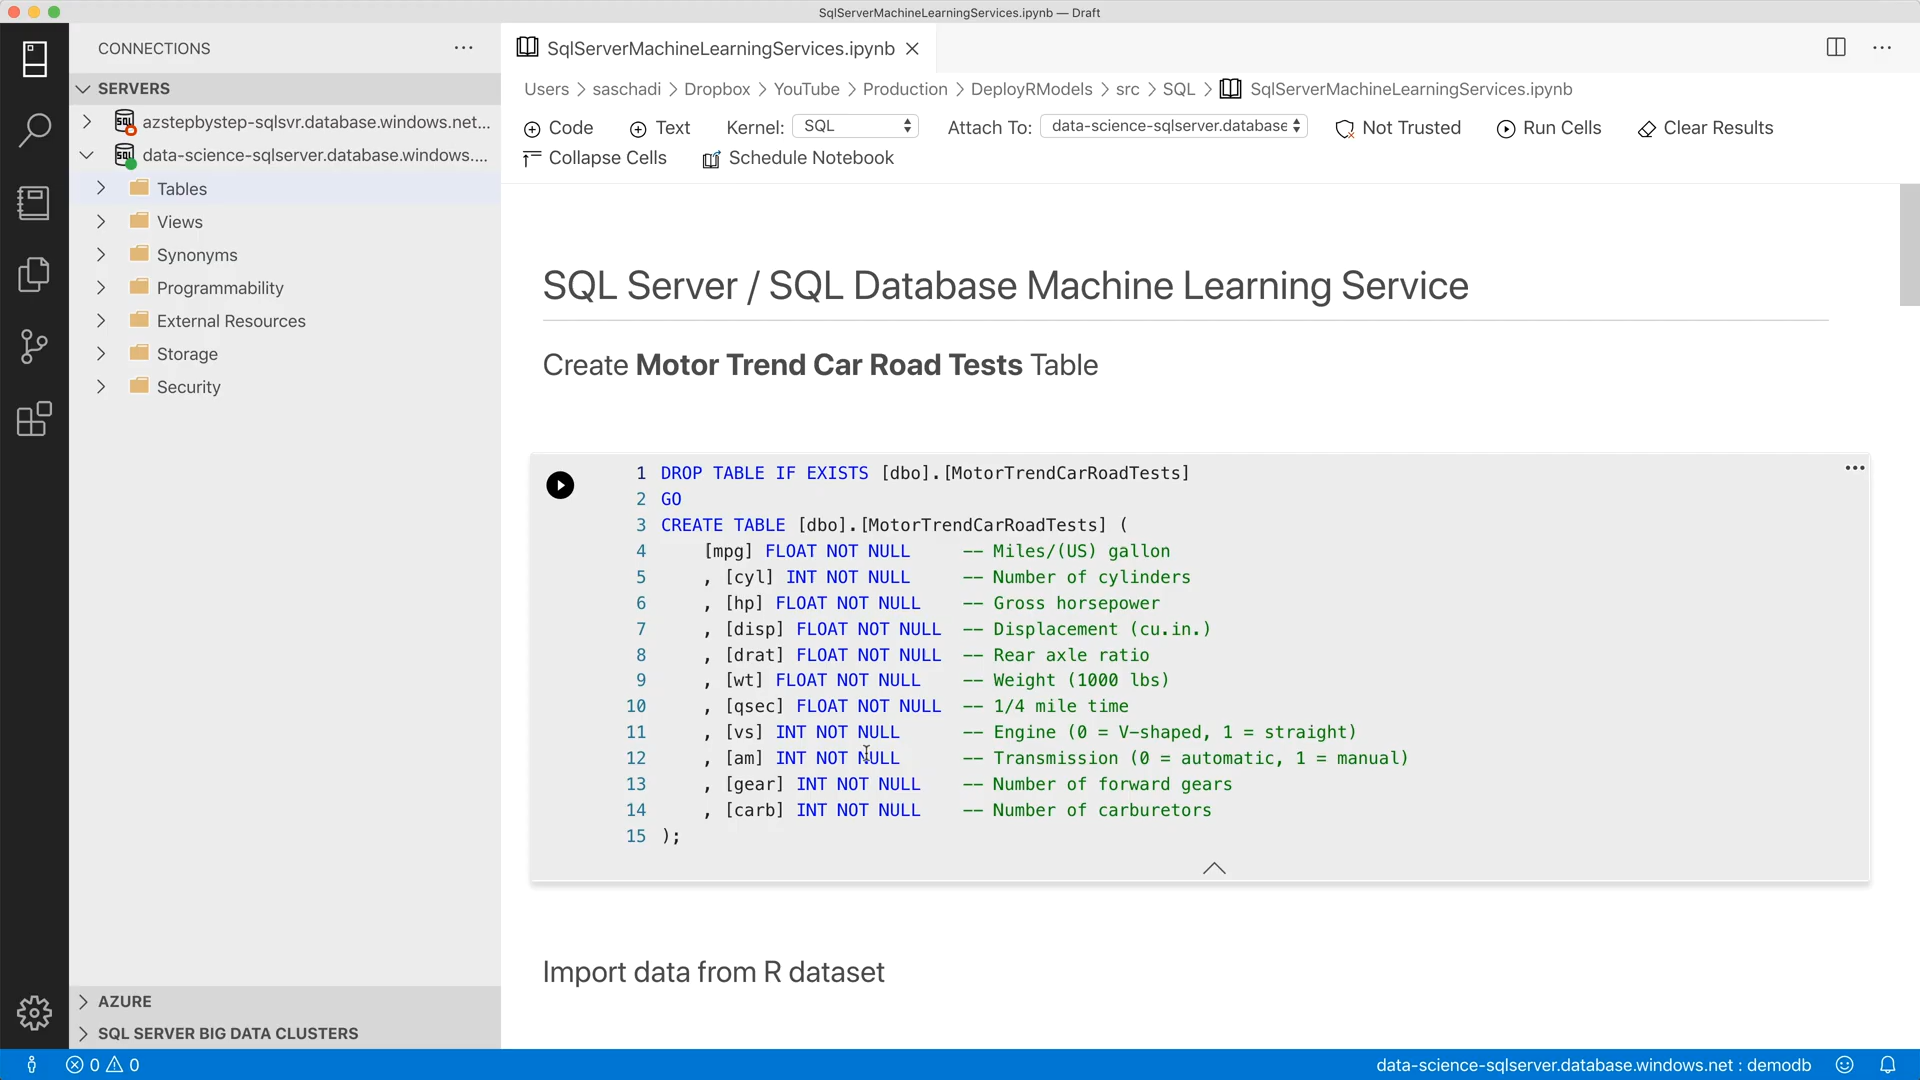 SqlServerMachineLearningServices.ipynb — Draft
CONNECTIONS
SERVERS
azstepbystep-sqlsvr.database.windows.net...
data-science-sqlserver.database.windows....
Tables
Views
Synonyms
Programmability
External Resources
Storage
Security
AZURE
SQL SERVER BIG DATA CLUSTERS
SqlServerMachineLearningServices.ipynb
Users > saschadi > Dropbox > YouTube > Production > DeployRModels > src > SQL > SqlServerMachineLearningServices.ipynb
Code Text Kernel: SQL Attach To: data-science-sqlserver.database Not Trusted Run Cells Clear Results
Collapse Cells Schedule Notebook
SQL Server / SQL Database Machine Learning Service
Create Motor Trend Car Road Tests Table
1 DROP TABLE IF EXISTS [dbo].[MotorTrendCarRoadTests]
2 GO
3 CREATE TABLE [dbo].[MotorTrendCarRoadTests] (
4 [mpg] FLOAT NOT NULL -- Miles/(US) gallon
5 , [cyl] INT NOT NULL -- Number of cylinders
6 , [hp] FLOAT NOT NULL -- Gross horsepower
7 , [disp] FLOAT NOT NULL -- Displacement (cu.in.)
8 , [drat] FLOAT NOT NULL -- Rear axle ratio
9 , [wt] FLOAT NOT NULL -- Weight (1000 lbs)
10 , [qsec] FLOAT NOT NULL -- 1/4 mile time
11 , [vs] INT NOT NULL -- Engine (0 = V-shaped, 1 = straight)
12 , [am] INT NOT NULL -- Transmission (0 = automatic, 1 = manual)
13 , [gear] INT NOT NULL -- Number of forward gears
14 , [carb] INT NOT NULL -- Number of carburetors
15 );
Import data from R dataset
0 0
data-science-sqlserver.database.windows.net : demodb